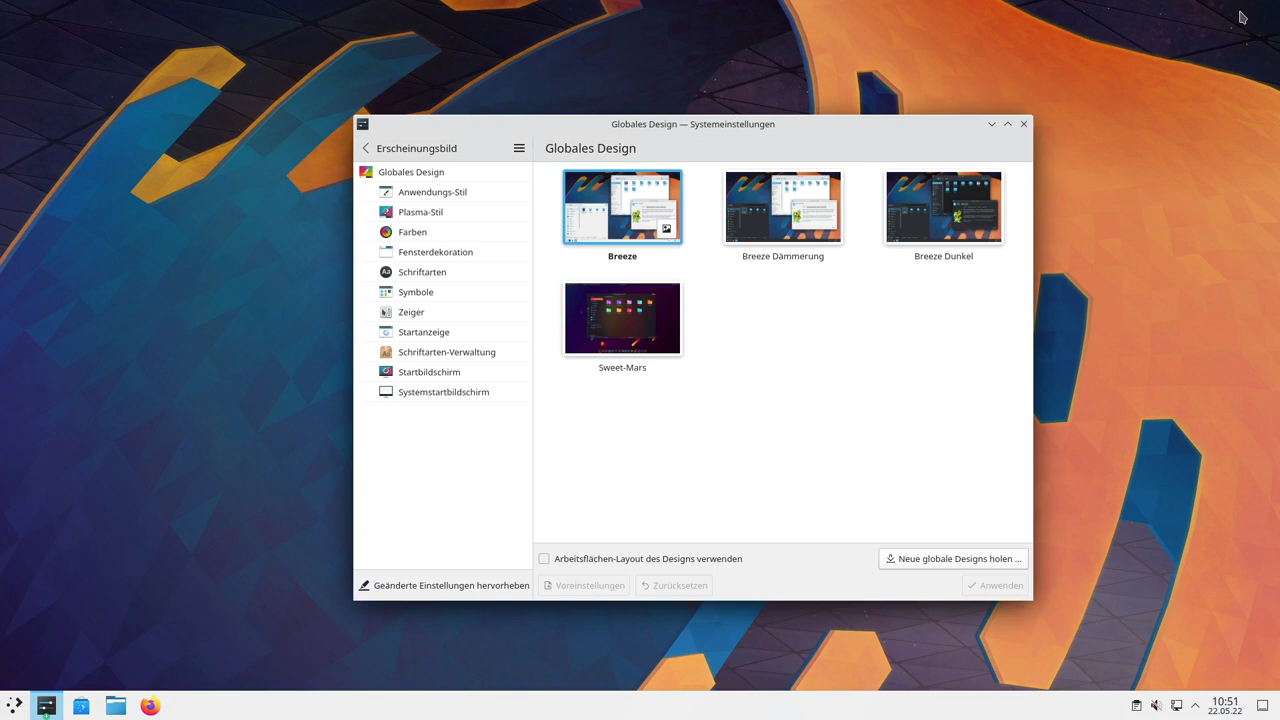 Globales Design — Systemeinstellungen
Erscheinungsbild
Globales Design
Globales Design
Anwendungs-Stil
Plasma-Stil
Farben
Fensterdekoration
Aa
Schriftarten
Symbole
Zeiger
Startanzeige
Schriftarten-Verwaltung
Startbildschirm
Systemstartbildschirm
Breeze
Breeze Dämmerung
Breeze Dunkel
Sweet-Mars
Arbeitsflächen-Layout des Designs verwenden
Neue globale Designs holen ...
Geänderte Einstellungen hervorheben
Voreinstellungen
Zurücksetzen
Anwenden
10:51
22.05.22